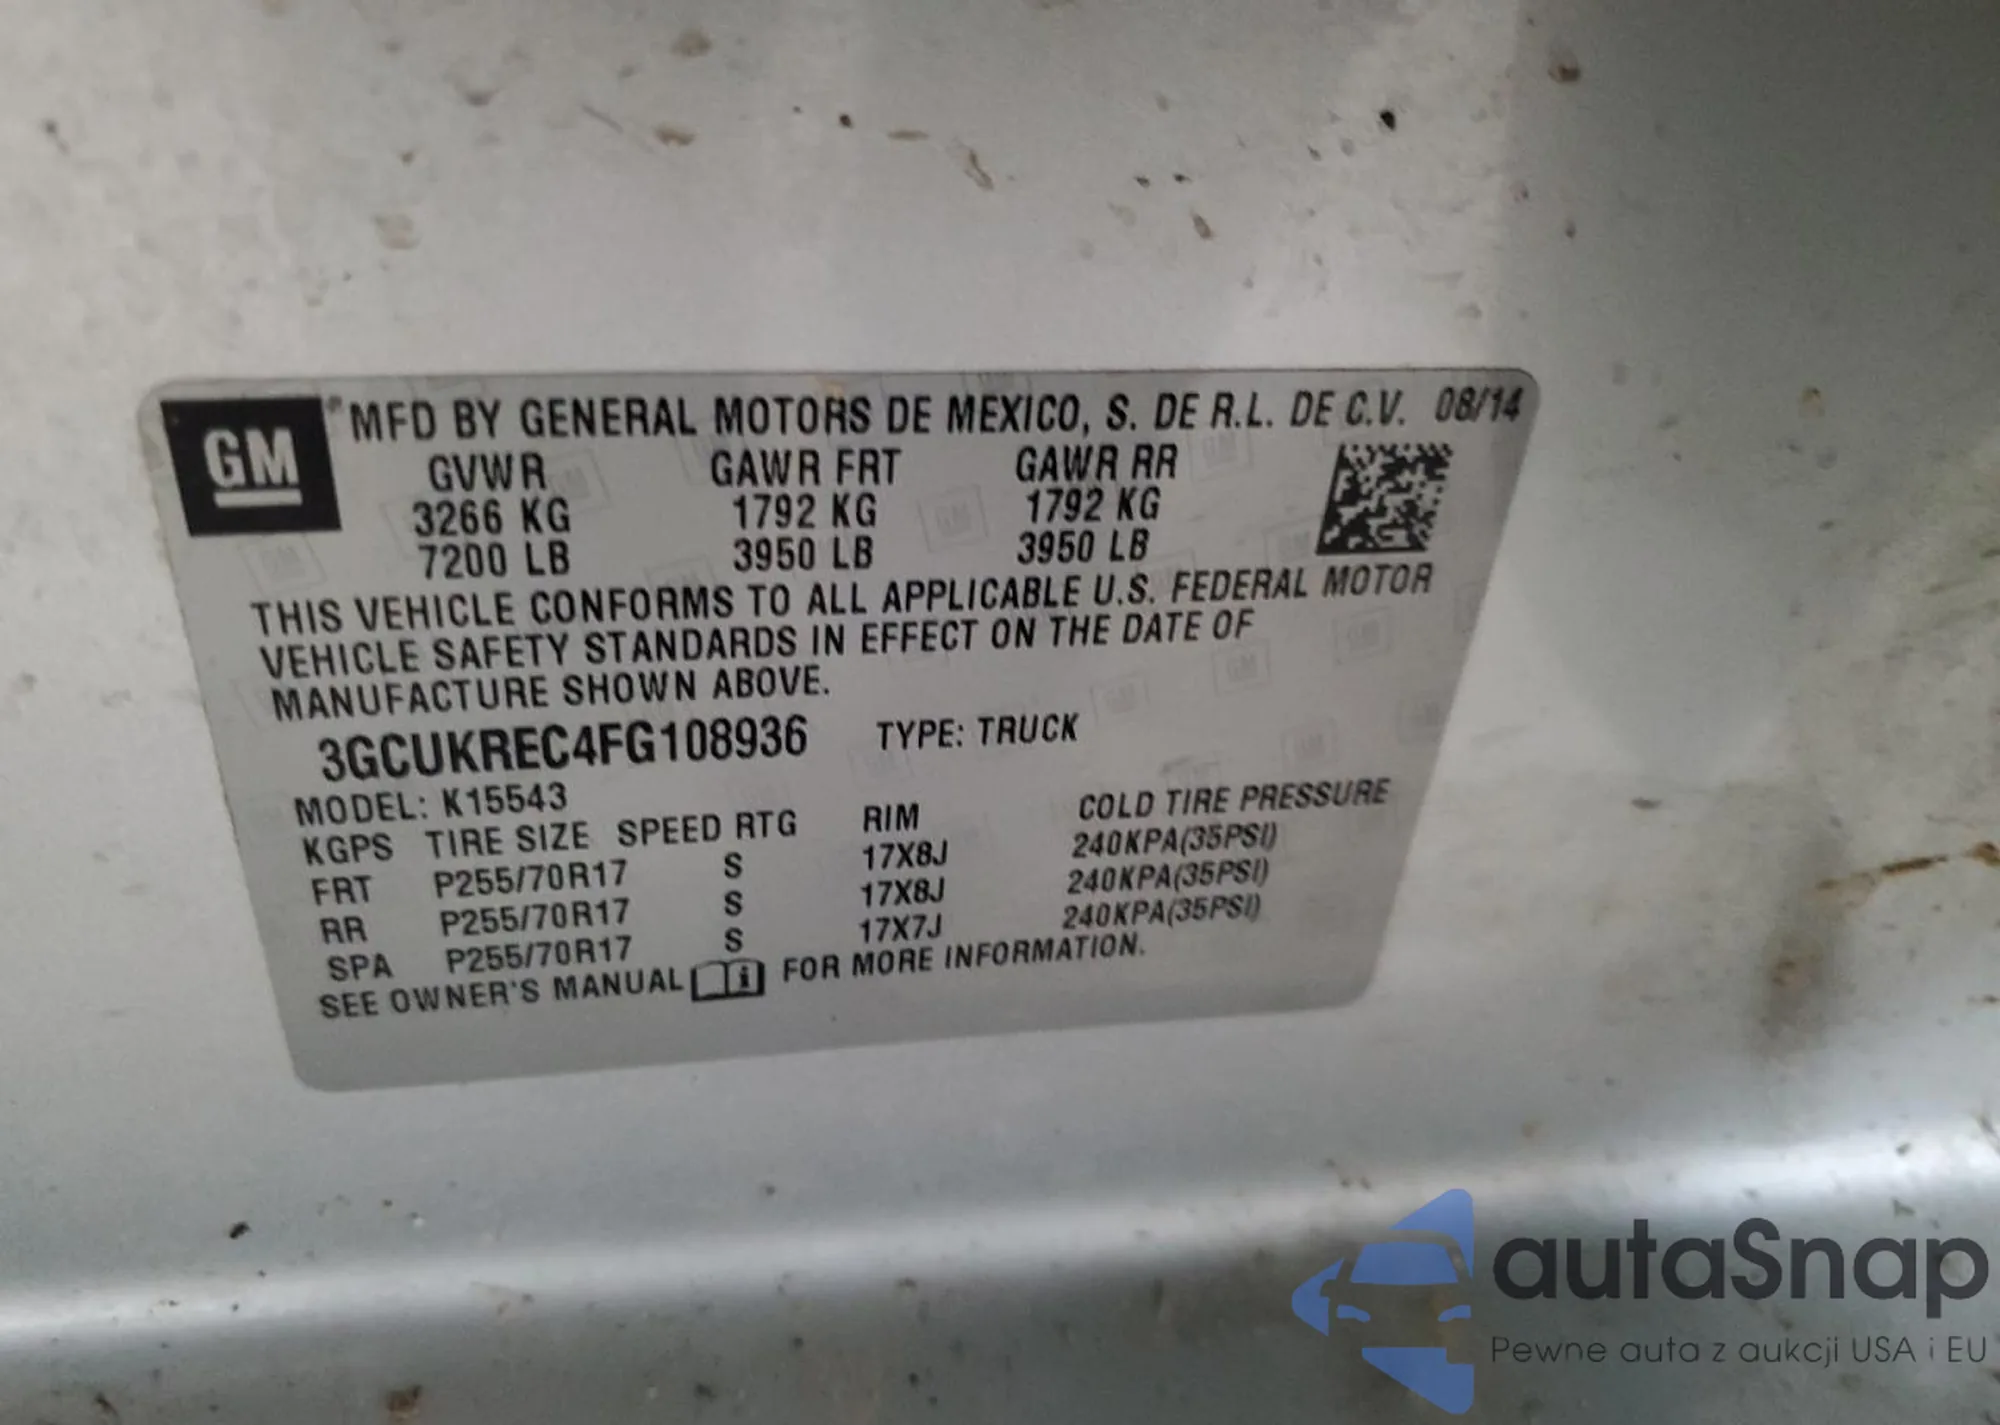 GM ® MFD BY GENERAL MOTORS DE MEXICO, S. DE R.L. DE C.V. 08/14
GVWR GAWR FRT GAWR RR
3266 KG 1792 KG 1792 KG
7200 LB 3950 LB 3950 LB
THIS VEHICLE CONFORMS TO ALL APPLICABLE U.S. FEDERAL MOTOR
VEHICLE SAFETY STANDARDS IN EFFECT ON THE DATE OF
MANUFACTURE SHOWN ABOVE.
3GCUKREC4FG108936 TYPE: TRUCK
MODEL: K15543
KGPS TIRE SIZE SPEED RTG RIM COLD TIRE PRESSURE
FRT P255/70R17 S 17X8J 240KPA(35PSI)
RR P255/70R17 S 17X8J 240KPA(35PSI)
SPA P255/70R17 S 17X7J 240KPA(35PSI)
SEE OWNER'S MANUAL FOR MORE INFORMATION.
autaSnap
Pewne auta z aukcji USA i EU